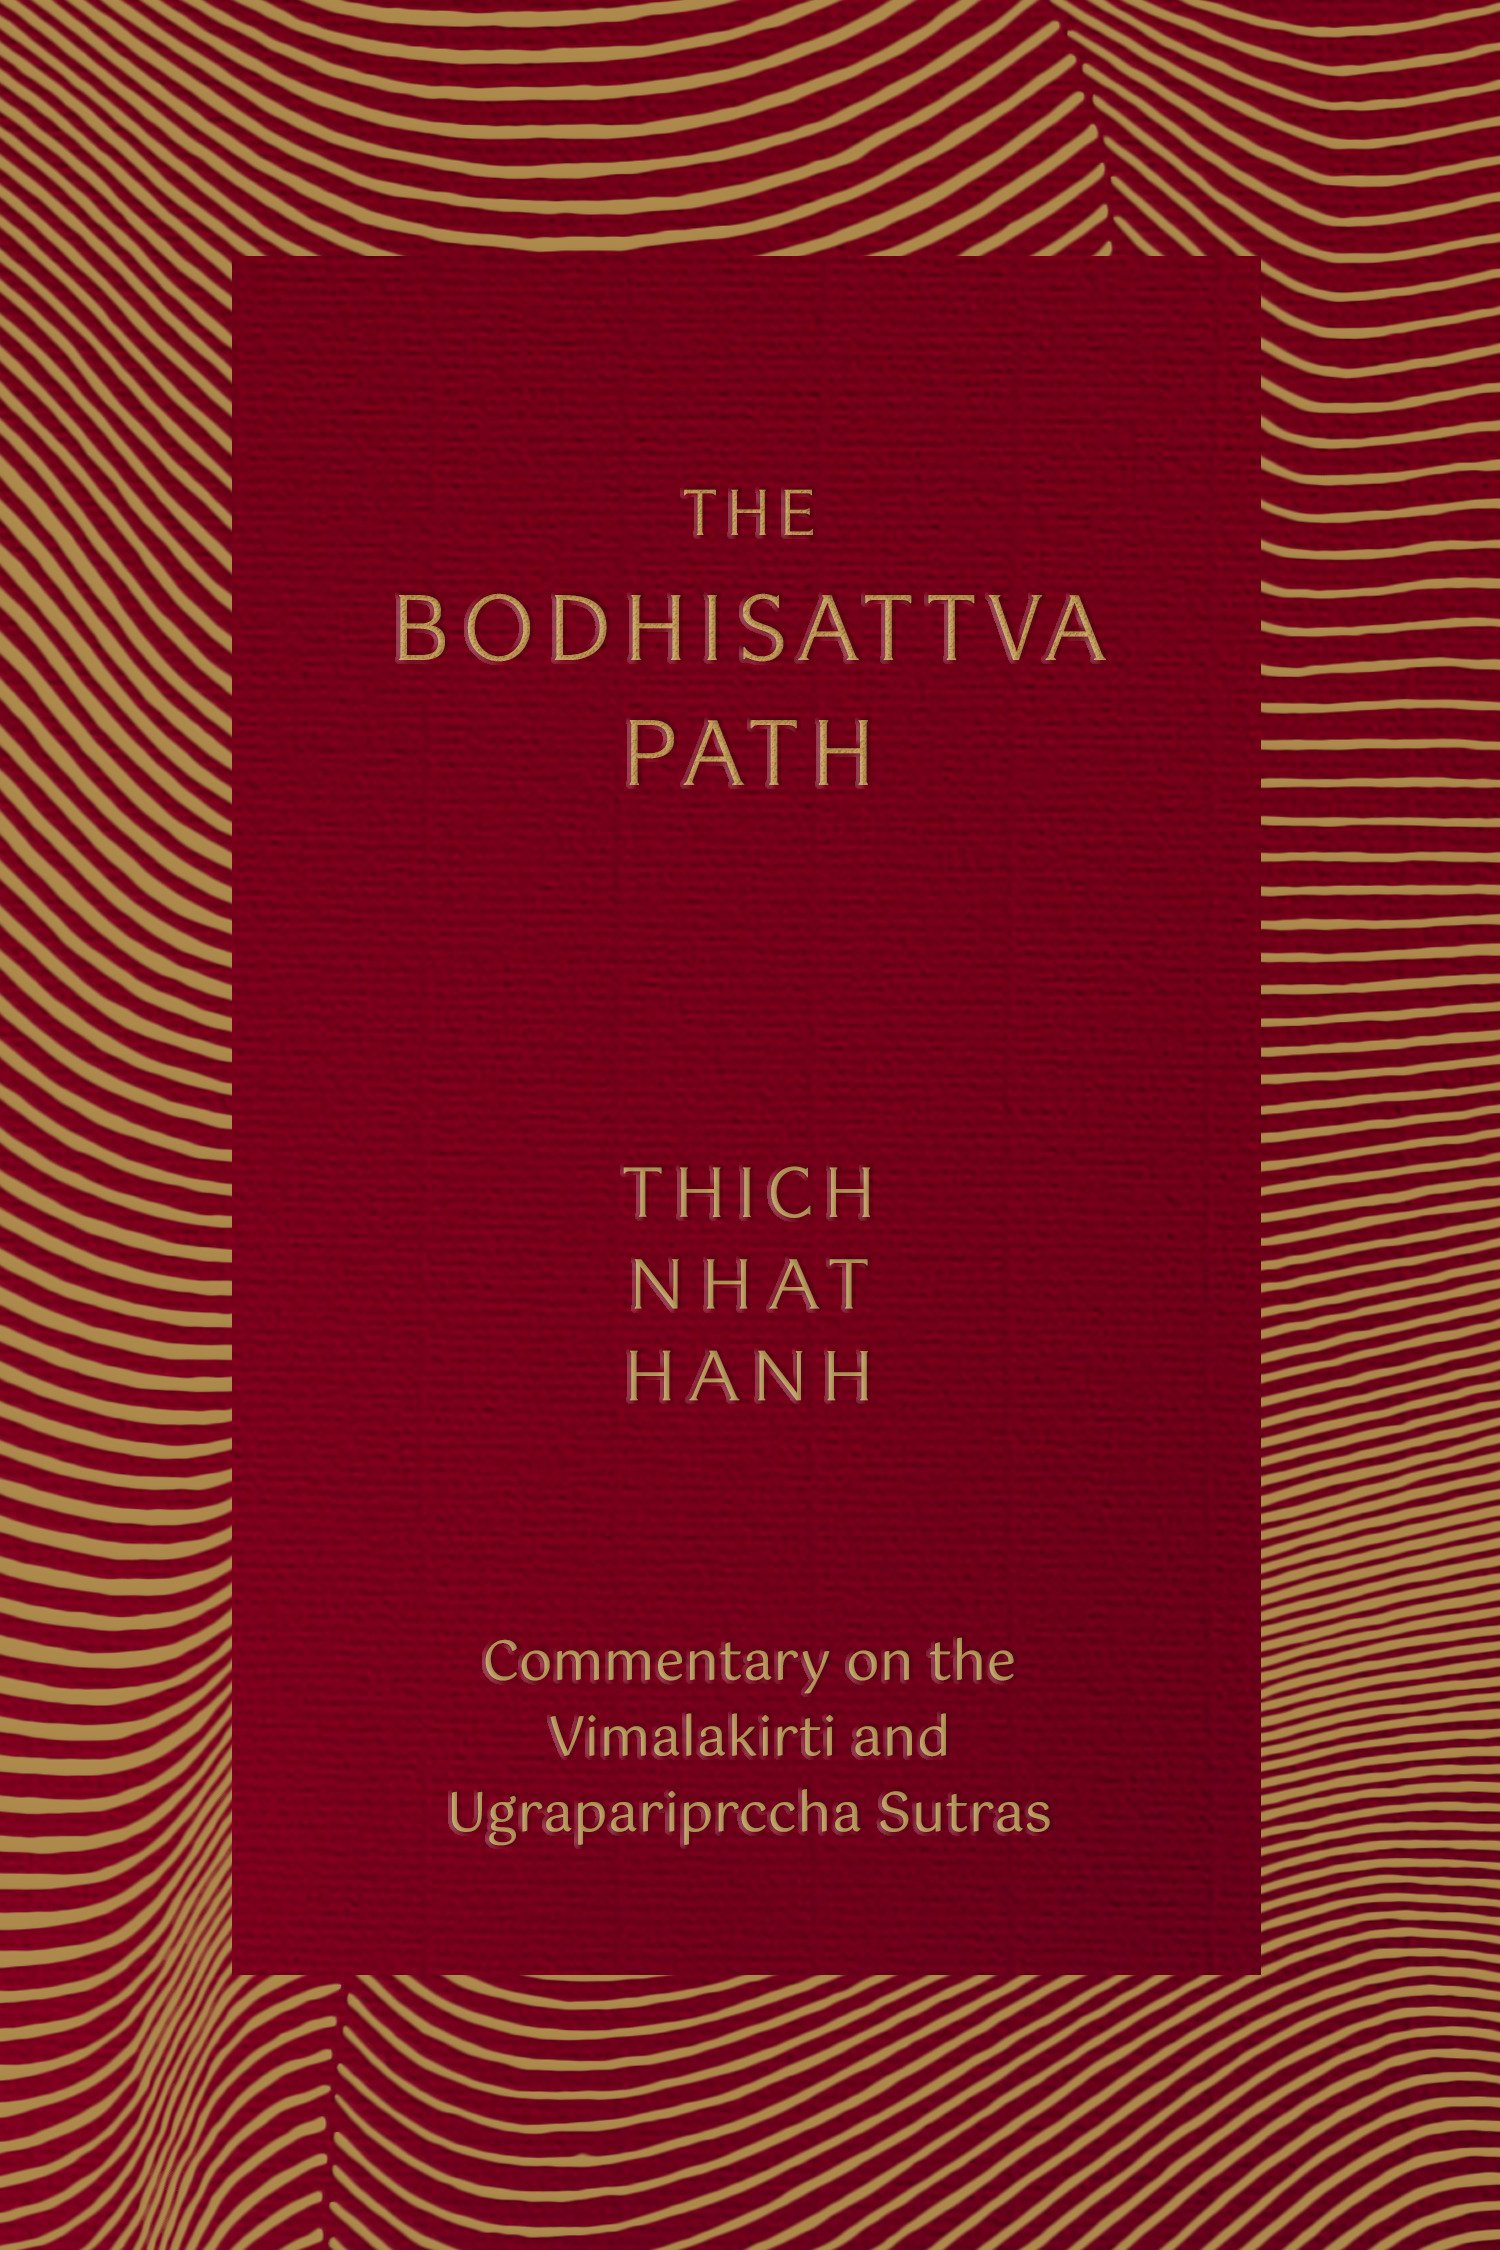 THE
BODHISATTVA
PATH
THICH
NHAT
HANH
Commentary on the
Vimalakirti and
Ugrapariprccha Sutras